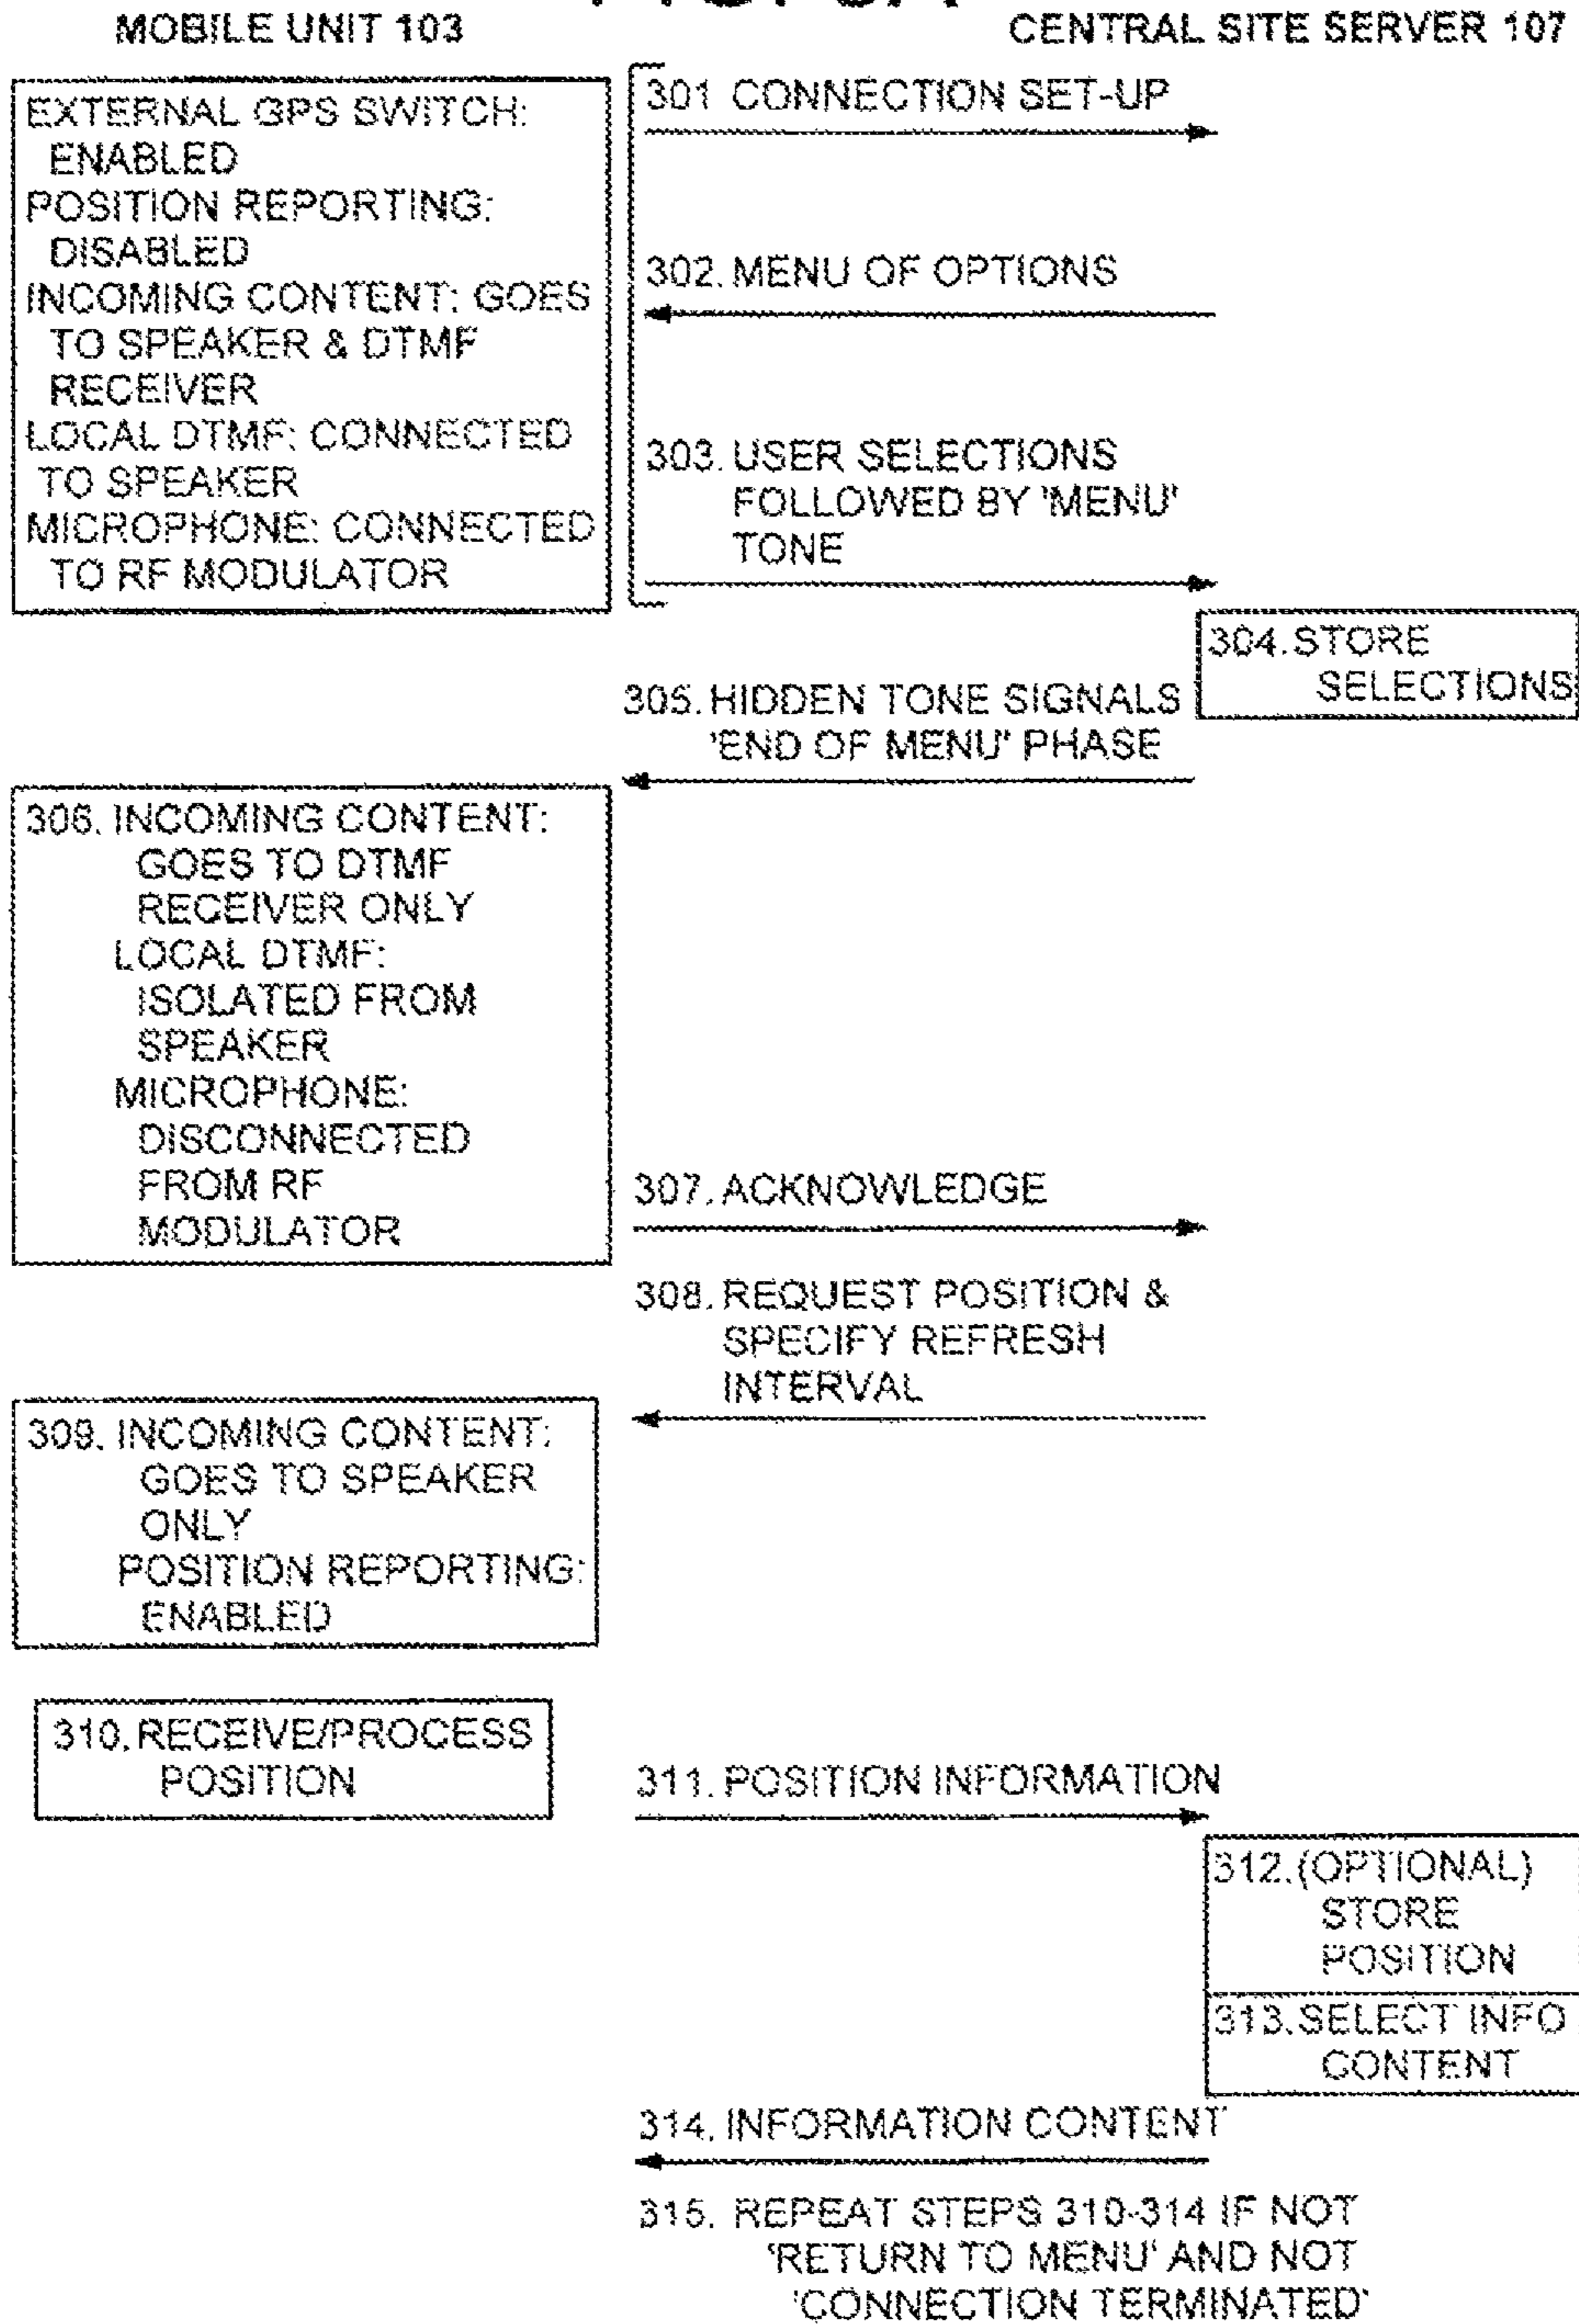 MOBILE UNIT 103
CENTRAL SITE SERVER 107
EXTERNAL GPS SWITCH:
ENABLED
POSITION REPORTING:
DISABLED
INCOMING CONTENT: GOES
TO SPEAKER & DTMF
RECEIVER
LOCAL DTMF: CONNECTED
TO SPEAKER
MICROPHONE: CONNECTED
TO RF MODULATOR
301 CONNECTION SET-UP
302. MENU OF OPTIONS
303. USER SELECTIONS
FOLLOWED BY 'MENU'
TONE
304. STORE
SELECTIONS
305. HIDDEN TONE SIGNALS
'END OF MENU' PHASE
306. INCOMING CONTENT:
GOES TO DTMF
RECEIVER ONLY
LOCAL DTMF:
ISOLATED FROM
SPEAKER
MICROPHONE:
DISCONNECTED
FROM RF
MODULATOR
307. ACKNOWLEDGE
308. REQUEST POSITION &
SPECIFY REFRESH
INTERVAL
309. INCOMING CONTENT:
GOES TO SPEAKER
ONLY
POSITION REPORTING:
ENABLED
310. RECEIVE/PROCESS
POSITION
311. POSITION INFORMATION
312. (OPTIONAL)
STORE
POSITION
313. SELECT INFO
CONTENT
314. INFORMATION CONTENT
315. REPEAT STEPS 310-314 IF NOT
'RETURN TO MENU' AND NOT
'CONNECTION TERMINATED'